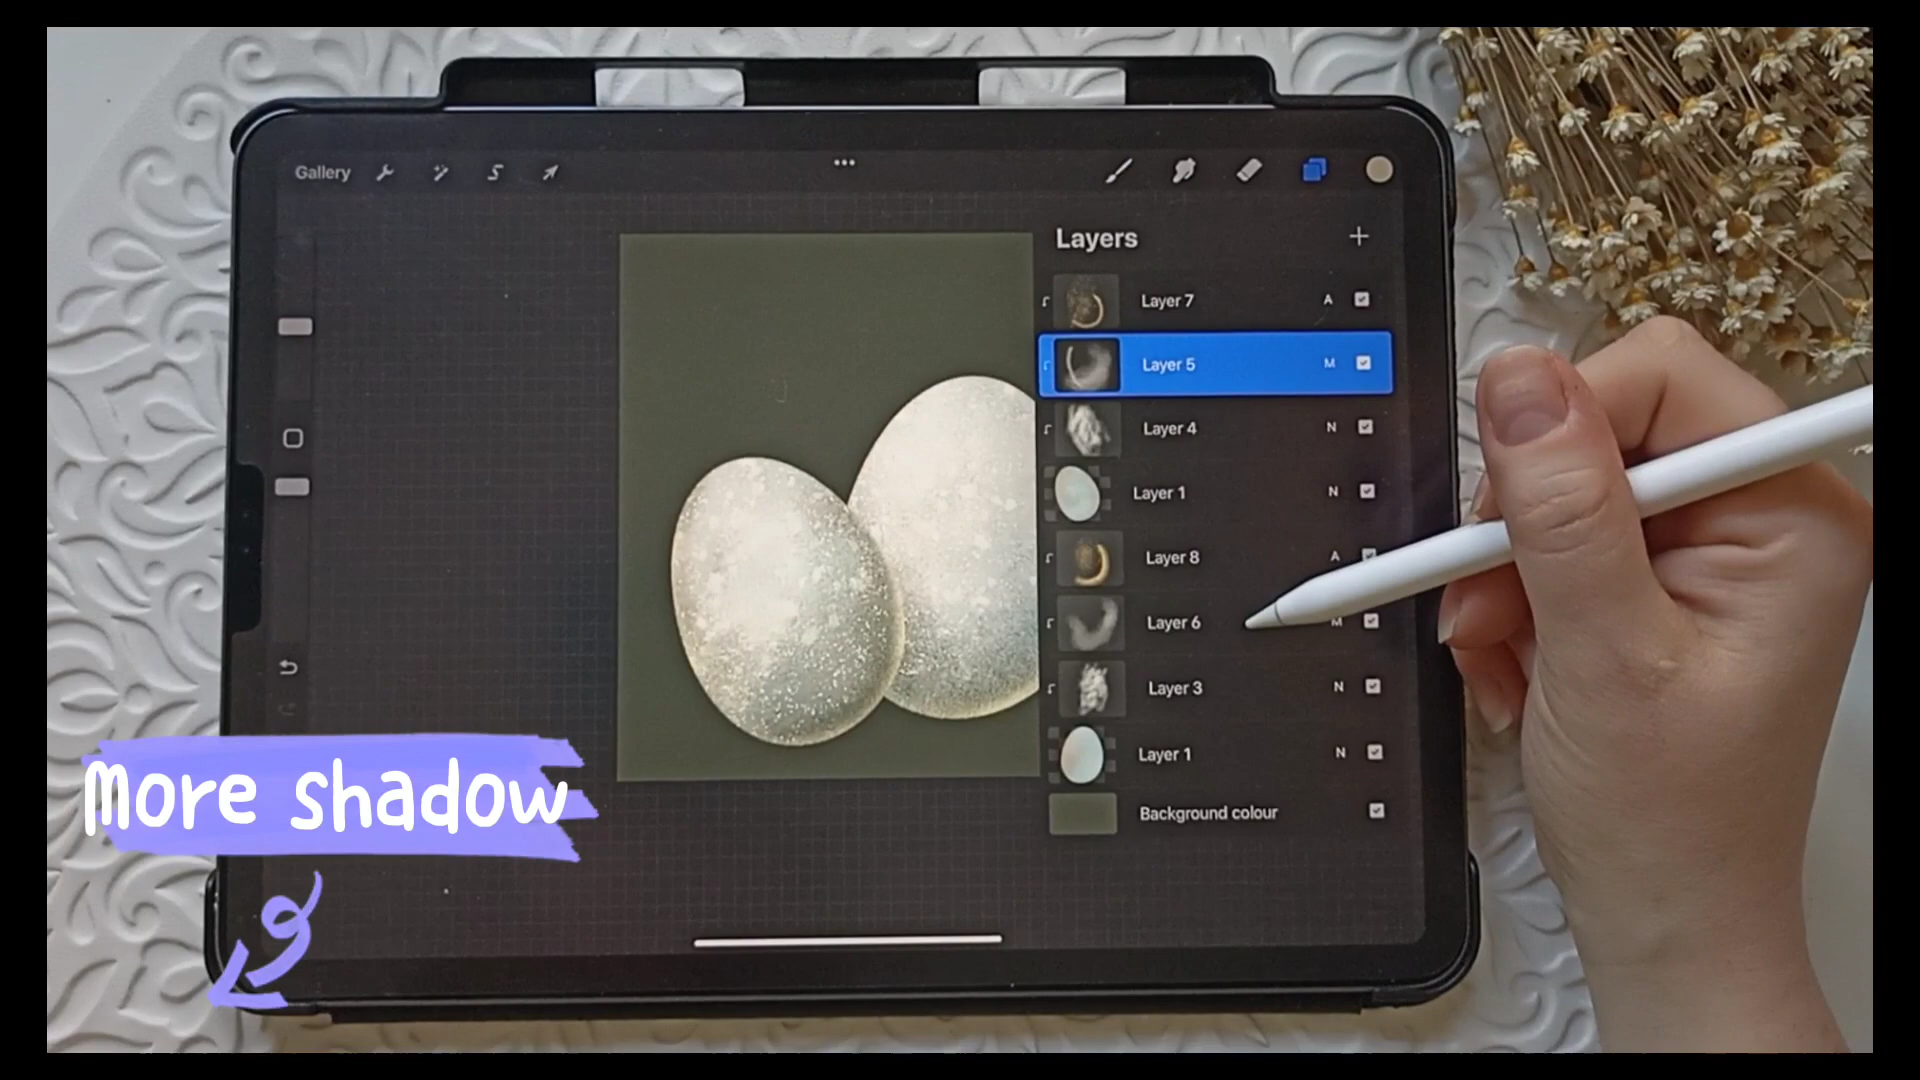 Gallery
Layers
Layer 7 A
Layer 5 M
Layer 4 N
Layer 1 N
Layer 8 A
Layer 6 M
Layer 3 N
Layer 1 N
Background colour
More shadow